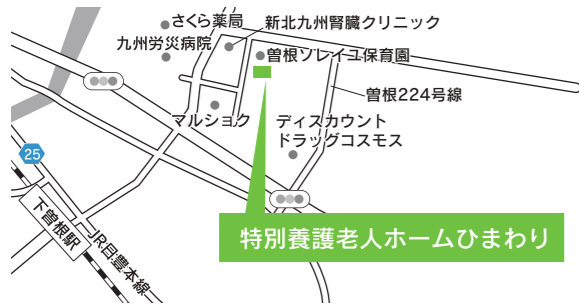 さくら薬局
新北九州腎臓クリニック
九州労災病院
曽根ソレイユ保育園
曽根224号線
マルショク
ディスカウント
ドラッグコスモス
25
下曽根駅
JR日豊本線
特別養護老人ホームひまわり